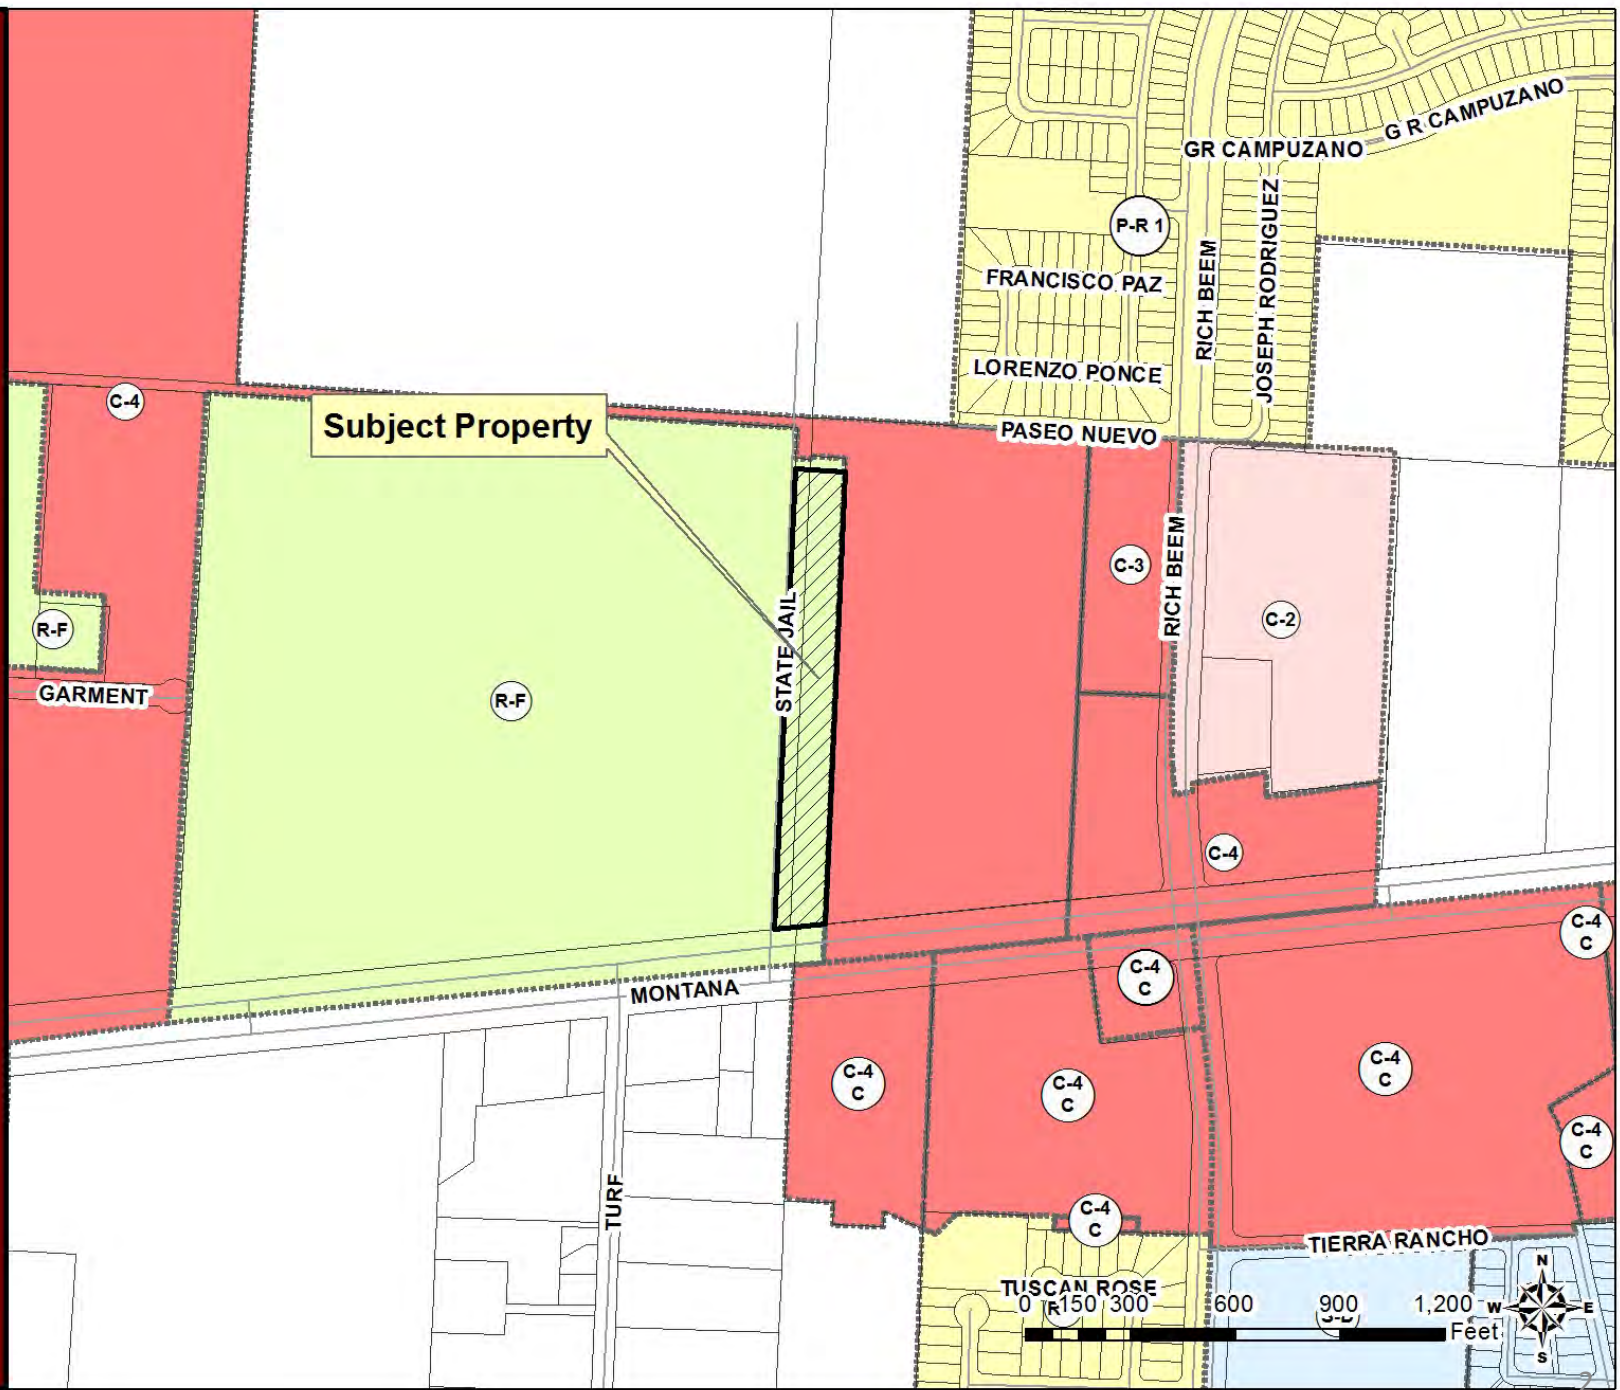 G R CAMPUZANO
GR CAMPUZANO
P-R 1
JOSEPH RODRIGUEZ
RICH BEEM
FRANCISCO PAZ
LORENZO PONCE
C-4
Subject Property
PASEO NUEVO
C-3
RICH BEEM
C-2
R-F
STATE JAIL
GARMENT
R-F
C-4
C-4
C
C-4
C
MONTANA
C-4
C
C-4
C
C-4
C
C-4
C
TURF
C-4
C
TIERRA RANCHO
N
TUSCAN ROSE
0 150 300 600 900 1,200
W E
Feet
S
2